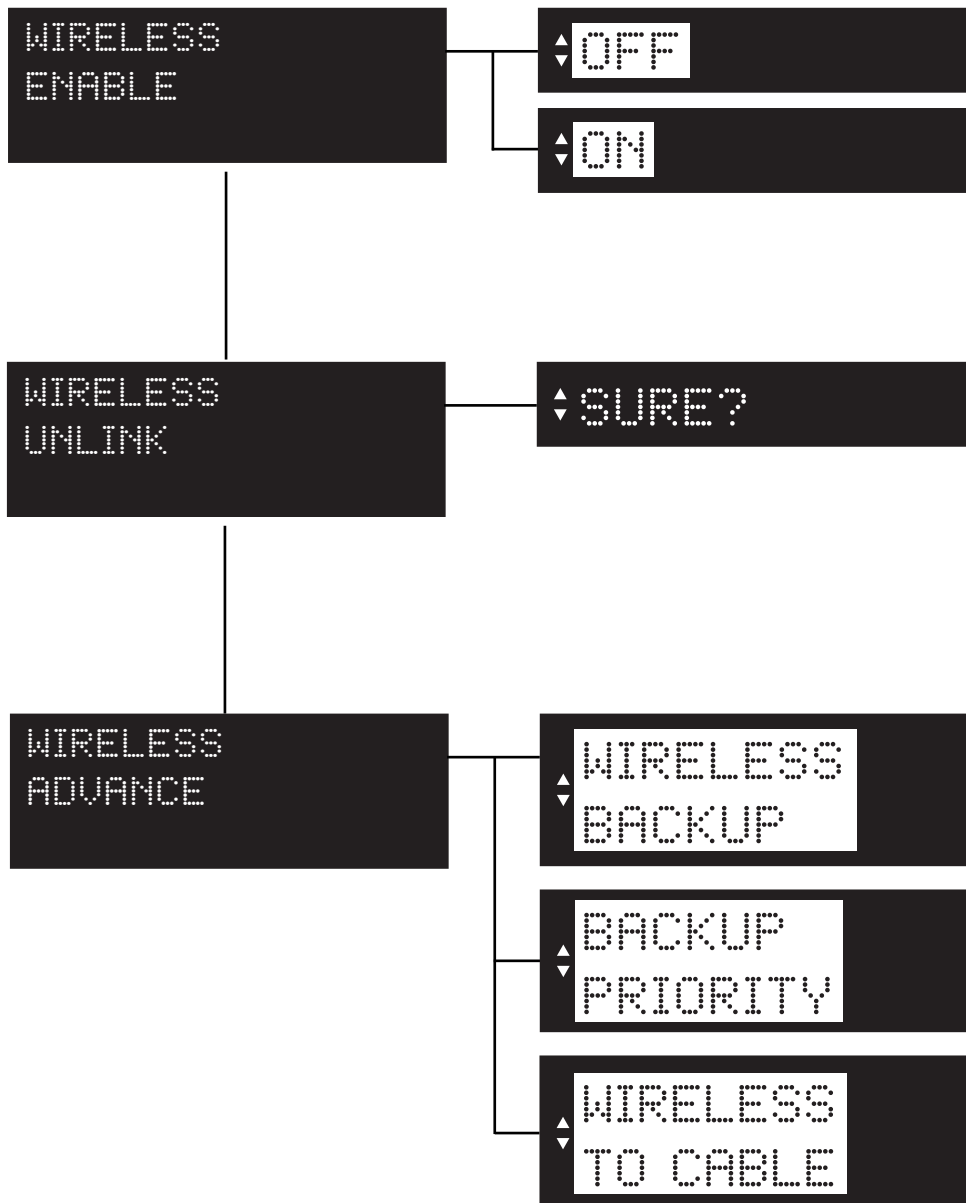 WIRELESS
ENABLE
OFF
ON
WIRELESS
UNLINK
SURE?
WIRELESS
ADVANCE
WIRELESS
BACKUP
BACKUP
PRIORITY
WIRELESS
TO CABLE